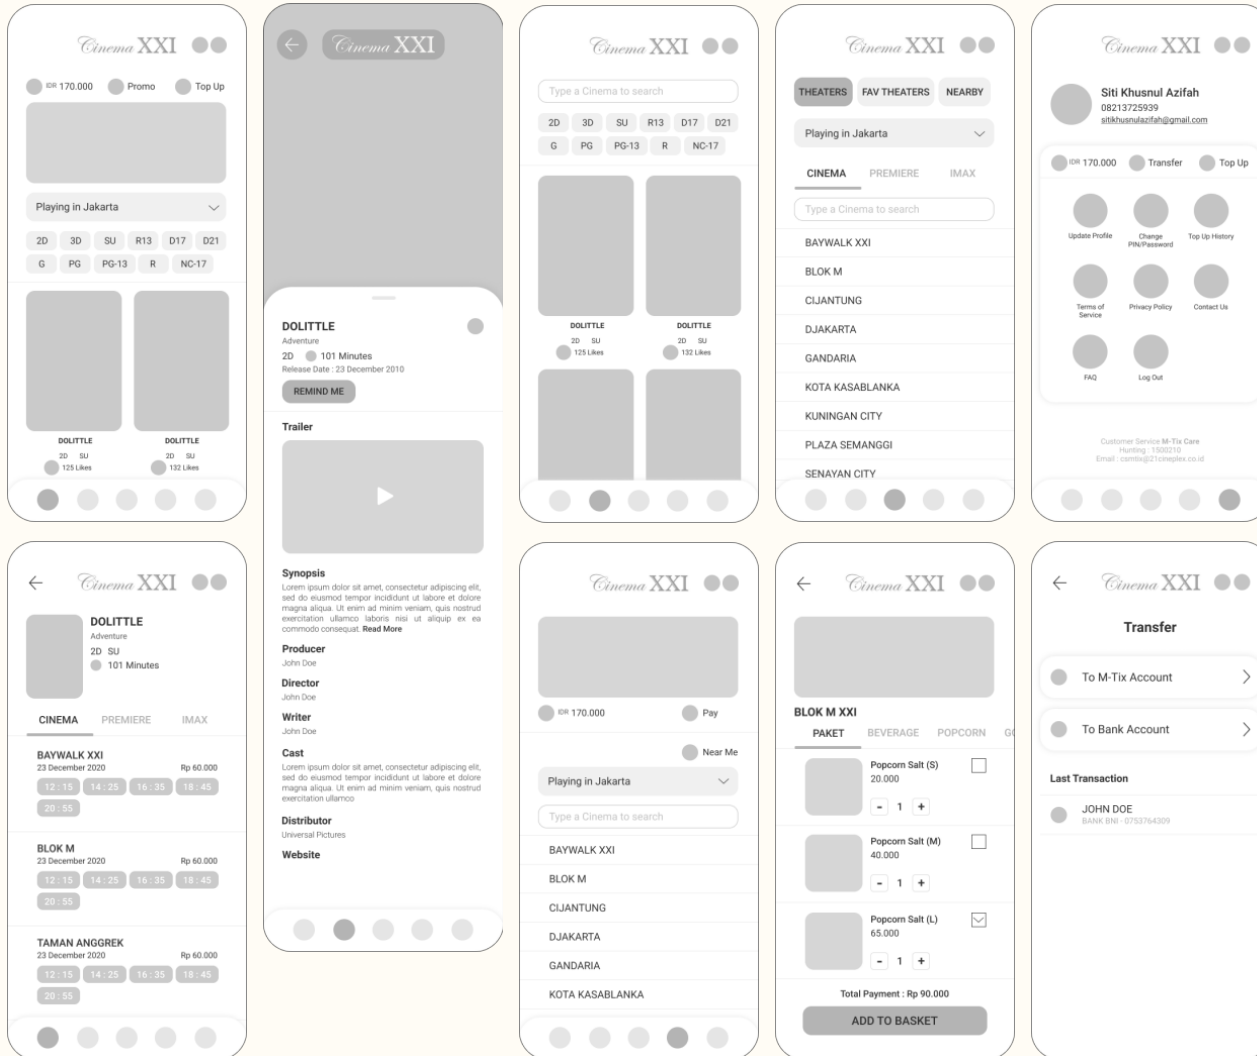 Cinema XXI
IDR 170.000 Promo Top Up
Playing in Jakarta
2D 3D SU R13 D17 D21
G PG PG-13 R NC-17
DOLITTLE DOLITTLE
2D SU 2D SU
125 Likes 132 Likes
Cinema XXI
DOLITTLE
Adventure
2D 101 Minutes
Release Date : 23 December 2010
REMIND ME
Trailer
Synopsis
Lorem ipsum dolor sit amet, consectetur adipiscing elit,
sed do eiusmod tempor incididunt ut labore et dolore
magna aliqua. Ut enim ad minim veniam, quis nostrud
exercitation ullamco laboris nisi ut aliquip ex ea
commodo consequat. Read More
Producer
John Doe
Director
John Doe
Writer
John Doe
Cast
Lorem ipsum dolor sit amet, consectetur adipiscing elit,
sed do eiusmod tempor incididunt ut labore et dolore
magna aliqua. Ut enim ad minim veniam, quis nostrud
exercitation ullamco
Distributor
Universal Pictures
Website
Cinema XXI
Type a Cinema to search
2D 3D SU R13 D17 D21
G PG PG-13 R NC-17
DOLITTLE DOLITTLE
2D SU 2D SU
125 Likes 132 Likes
Cinema XXI
THEATERS FAV THEATERS NEARBY
Playing in Jakarta
CINEMA PREMIERE IMAX
Type a Cinema to search
BAYWALK XXI
BLOK M
CIJANTUNG
DJAKARTA
GANDARIA
KOTA KASABLANKA
KUNINGAN CITY
PLAZA SEMANGGI
SENAYAN CITY
Cinema XXI
Siti Khusnul Azifah
08213725939
sitikhusnulazifah@gmail.com
IDR 170.000 Transfer Top Up
Update Profile Change PIN/Password Top Up History
Terms of Service Privacy Policy Contact Us
FAQ Log Out
Customer Service M-Tix Care
Hunting : 1500210
Email : csmtix@21cineplex.co.id
Cinema XXI
DOLITTLE
Adventure
2D SU
101 Minutes
CINEMA PREMIERE IMAX
BAYWALK XXI
23 December 2020 Rp 60.000
12 : 15 14 : 25 16 : 35 18 : 45
20 : 55
BLOK M
23 December 2020 Rp 60.000
12 : 15 14 : 25 16 : 35 18 : 45
20 : 55
TAMAN ANGGREK
23 December 2020 Rp 60.000
12 : 15 14 : 25 16 : 35 18 : 45
20 : 55
Cinema XXI
IDR 170.000 Pay
Near Me
Playing in Jakarta
Type a Cinema to search
BAYWALK XXI
BLOK M
CIJANTUNG
DJAKARTA
GANDARIA
KOTA KASABLANKA
Cinema XXI
BLOK M XXI
PAKET BEVERAGE POPCORN GO
Popcorn Salt (S)
20.000
- 1 +
Popcorn Salt (M)
40.000
- 1 +
Popcorn Salt (L)
65.000
- 1 +
Total Payment : Rp 90.000
ADD TO BASKET
Cinema XXI
Transfer
To M-Tix Account
To Bank Account
Last Transaction
JOHN DOE
BANK BNI - 0753764309